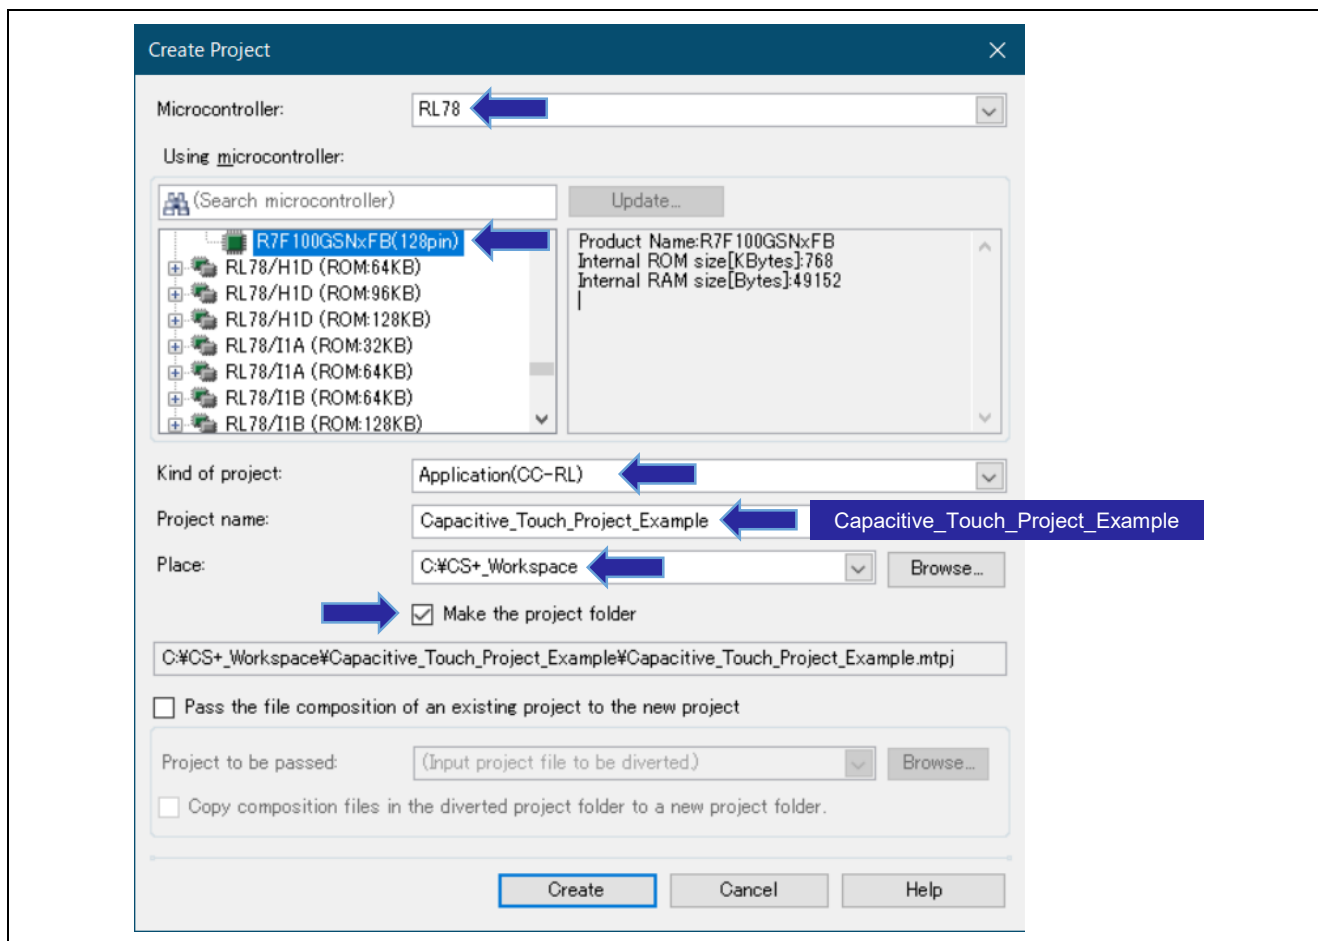 Create Project
Microcontroller:
RL78
Using microcontroller:
(Search microcontroller)
Update...
R7F100GSNxFB(128pin)
RL78/H1D (ROM:64KB)
RL78/H1D (ROM:96KB)
RL78/H1D (ROM:128KB)
RL78/I1A (ROM:32KB)
RL78/I1A (ROM:64KB)
RL78/I1B (ROM:64KB)
RL78/I1B (ROM:128KB)
Product Name:R7F100GSNxFB
Internal ROM size[KBytes]:768
Internal RAM size[Bytes]:49152
Kind of project:
Application(CC-RL)
Project name:
Capacitive_Touch_Project_Example
Capacitive_Touch_Project_Example
Place:
C:¥CS+_Workspace
Browse...
Make the project folder
C:¥CS+_Workspace¥Capacitive_Touch_Project_Example¥Capacitive_Touch_Project_Example.mtpj
Pass the file composition of an existing project to the new project
Project to be passed:
(Input project file to be diverted.)
Browse...
Copy composition files in the diverted project folder to a new project folder.
Create
Cancel
Help